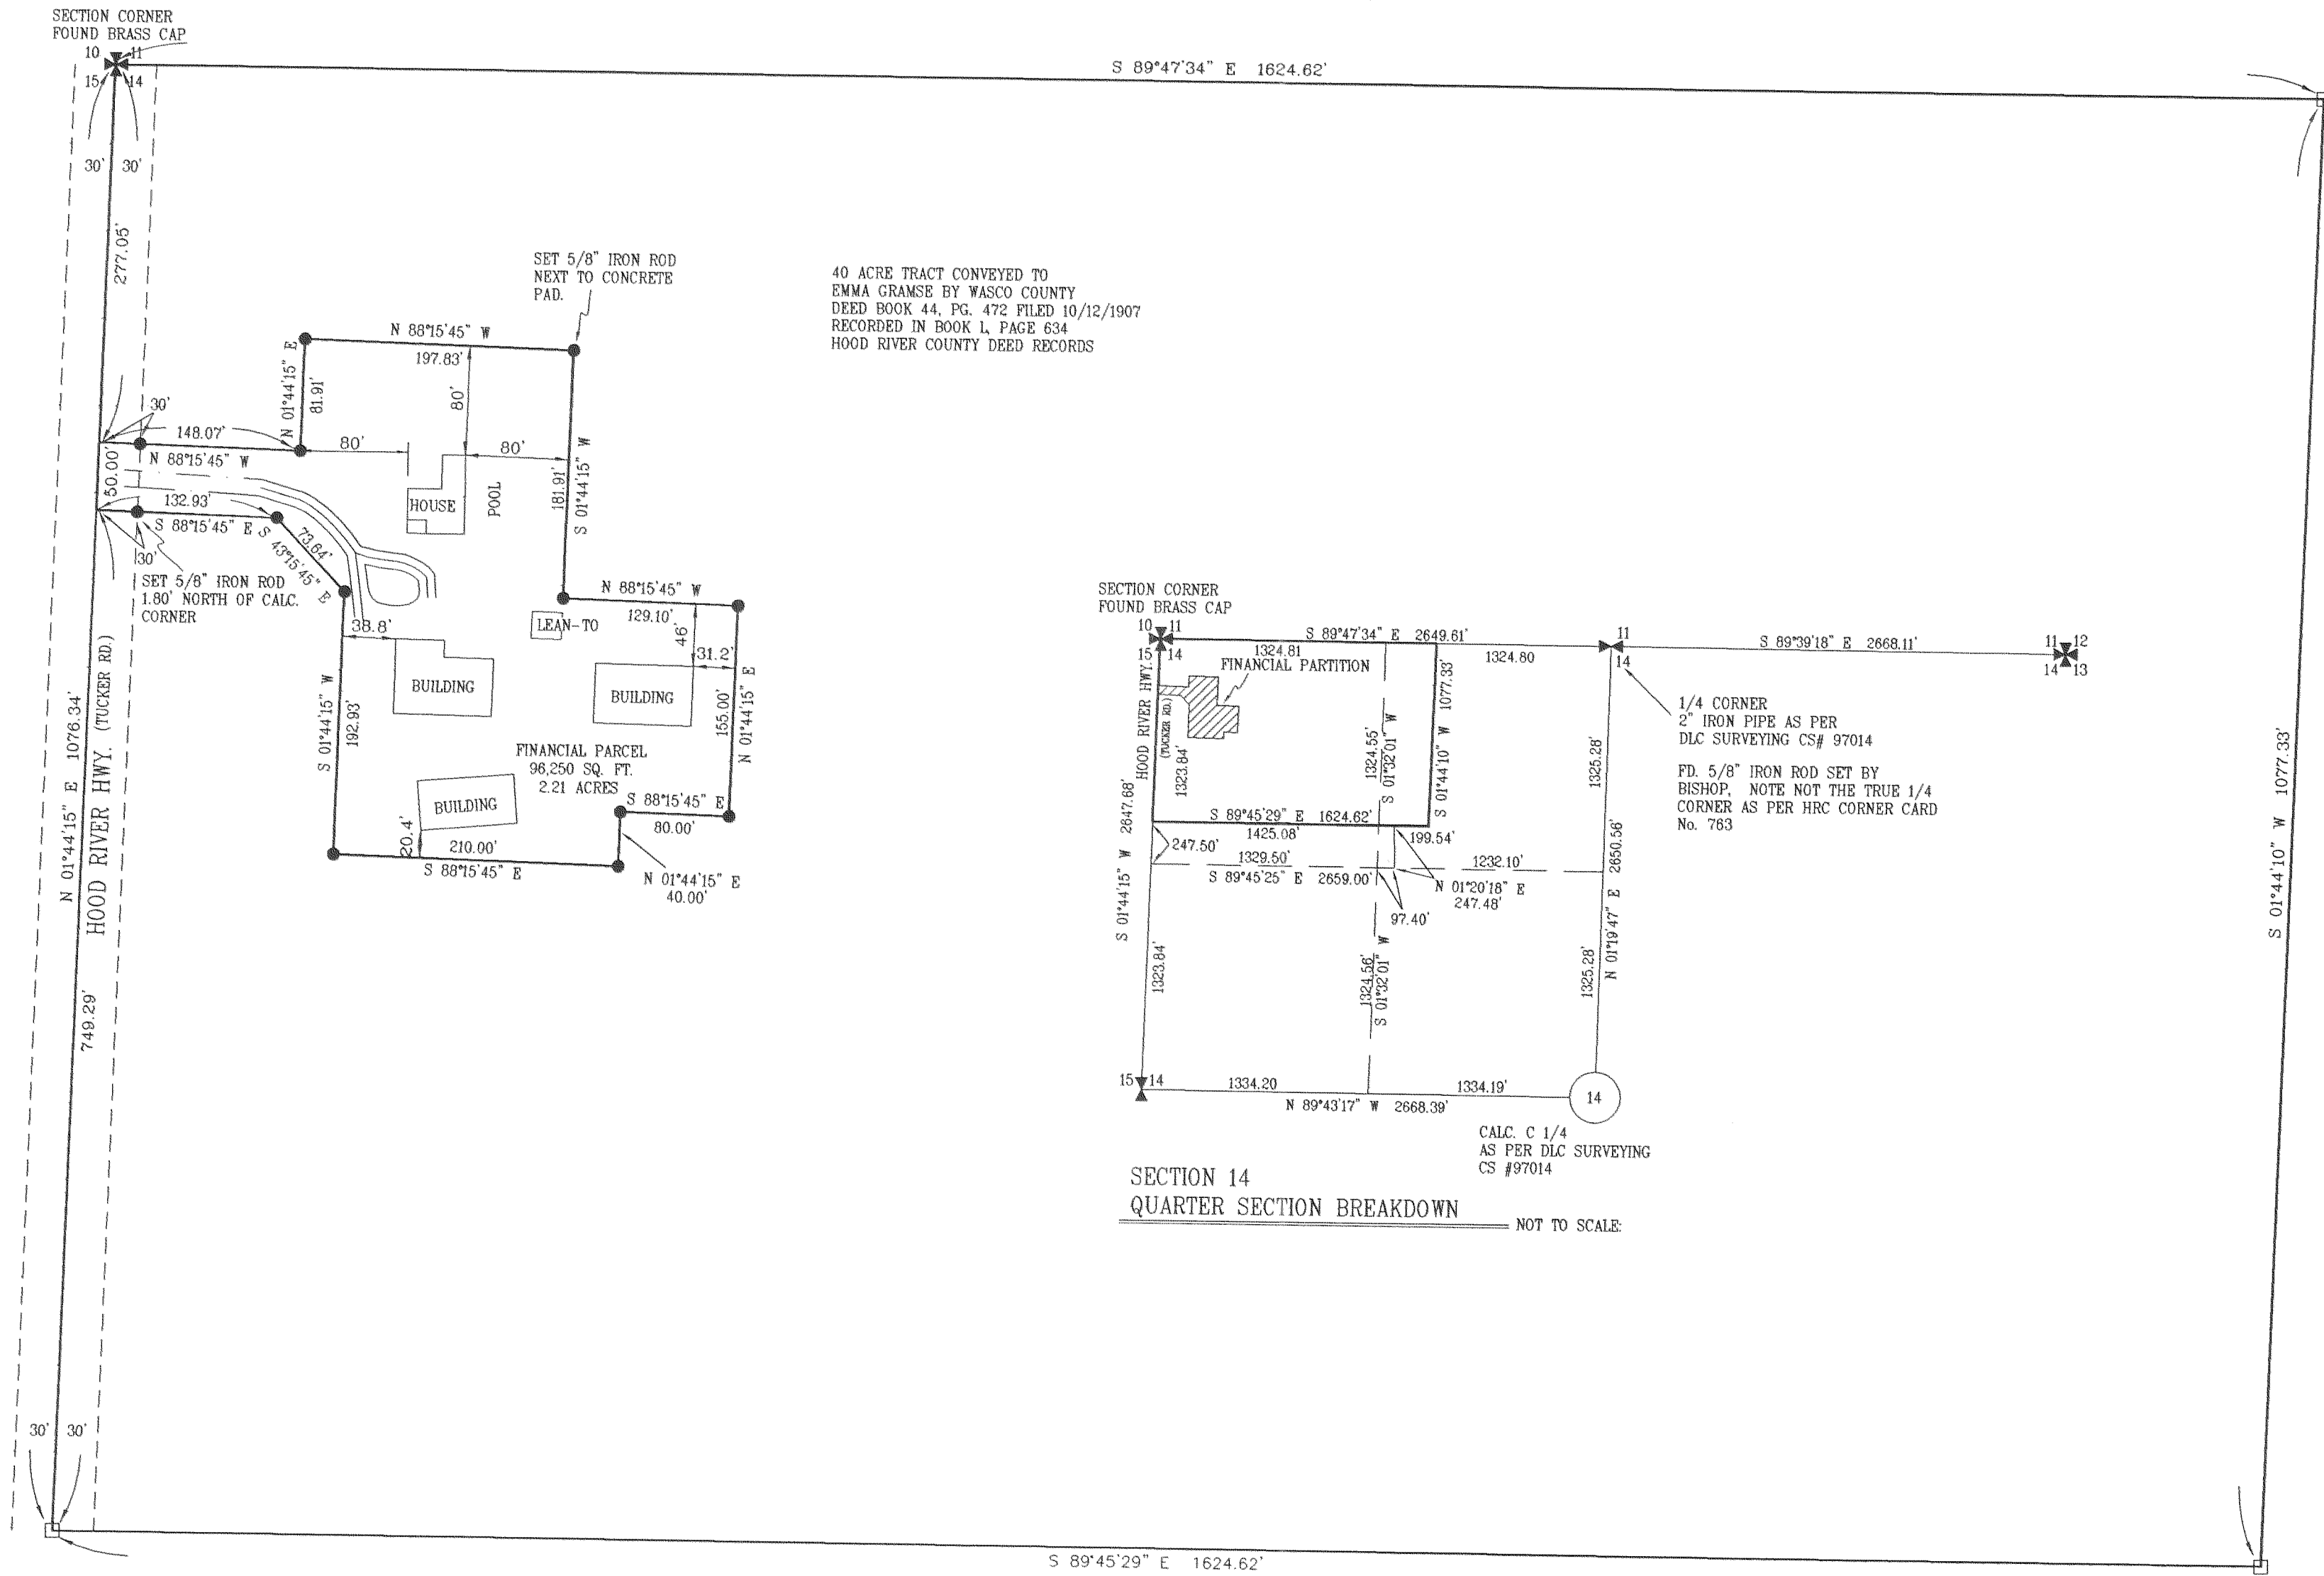 SECTION CORNER
FOUND BRASS CAP
10 11
15 14
S 89°47'34" E 1624.62'
30' 30'
277.05'
SET 5/8" IRON ROD
NEXT TO CONCRETE
PAD.
40 ACRE TRACT CONVEYED TO
EMMA GRAMSE BY WASCO COUNTY
DEED BOOK 44, PG. 472 FILED 10/12/1907
RECORDED IN BOOK 1, PAGE 634
HOOD RIVER COUNTY DEED RECORDS
N 88°15'45" W
197.83'
N 01°44'15" E
81.91'
80'
30'
148.07'
N 88°15'45" W
80'
80'
50.00'
132.93'
S 88°15'45" E
HOUSE
POOL
181.91'
S 01°44'15" W
S 43°15'45" E
73.64'
30'
SET 5/8" IRON ROD
1.80' NORTH OF CALC.
CORNER
N 88°15'45" W
129.10'
LEAN-TO
46'
38.8'
31.2'
BUILDING
BUILDING
S 01°44'15" W
192.93'
155.00'
N 01°44'15" E
FINANCIAL PARCEL
96,250 SQ. FT.
2.21 ACRES
BUILDING
S 88°15'45" E
80.00'
20.4'
210.00'
S 88°15'45" E
N 01°44'15" E
40.00'
N 01°44'15" E 1076.34'
HOOD RIVER HWY. (TUCKER RD.)
749.29'
30' 30'
S 89°45'29" E 1624.62'
S 01°44'10" W 1077.33'
SECTION CORNER
FOUND BRASS CAP
10 11
15 14
S 89°47'34" E 2649.61'
1324.81
1324.80
FINANCIAL PARTITION
11
14
S 89°39'18" E 2668.11'
11 12
14 13
1/4 CORNER
2" IRON PIPE AS PER
DLC SURVEYING CS# 97014
FD. 5/8" IRON ROD SET BY
BISHOP, NOTE NOT THE TRUE 1/4
CORNER AS PER HRC CORNER CARD
No. 763
HOOD RIVER HWY.
(TUCKER RD.)
1323.84'
S 01°44'15" W 2647.68'
1324.55'
S 01°32'01" W
S 01°44'10" W 1077.33'
1325.28'
S 89°45'29" E 1624.62'
1425.08'
199.54'
247.50'
1329.50'
1232.10'
S 89°45'25" E 2659.00'
N 01°20'18" E
247.48'
97.40'
1323.84'
1324.56'
S 01°32'01" W
1325.28'
N 01°19'47" E 2650.56'
15 14
1334.20
1334.19'
N 89°43'17" W 2668.39'
14
CALC. C 1/4
AS PER DLC SURVEYING
CS #97014
SECTION 14
QUARTER SECTION BREAKDOWN
NOT TO SCALE: